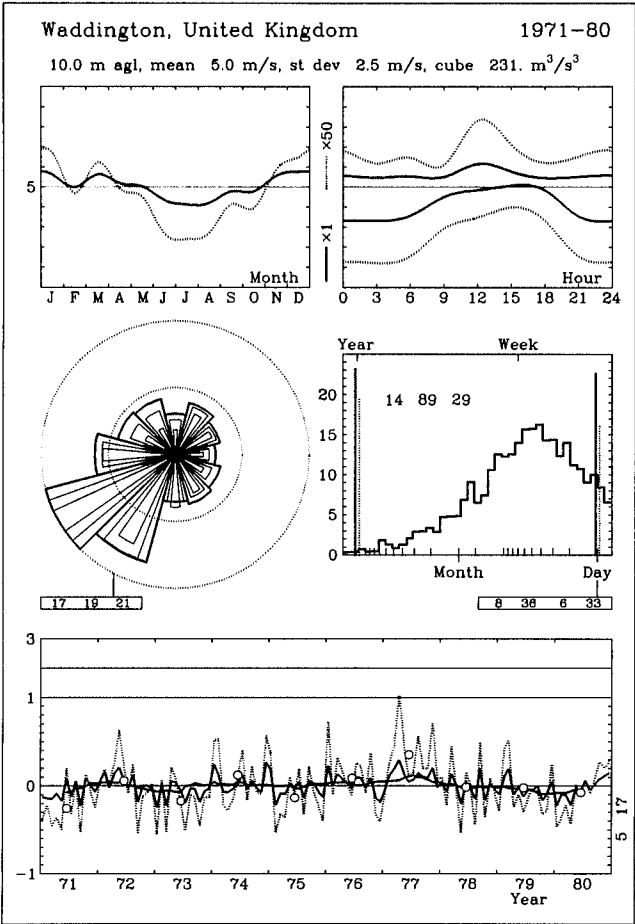 Waddington, United Kingdom 1971-80
10.0 m agl, mean 5.0 m/s, st dev 2.5 m/s, cube 231. m³/s³
5
×1 ×50
Month
J F M A M J J A S O N D
Hour
0 3 6 9 12 15 18 21 24
Year Week
20
15
10
5
0
14 89 29
Month Day
17 19 21
8 36 6 33
3
1
0
-1
71 72 73 74 75 76 77 78 79 80
Year
5 17